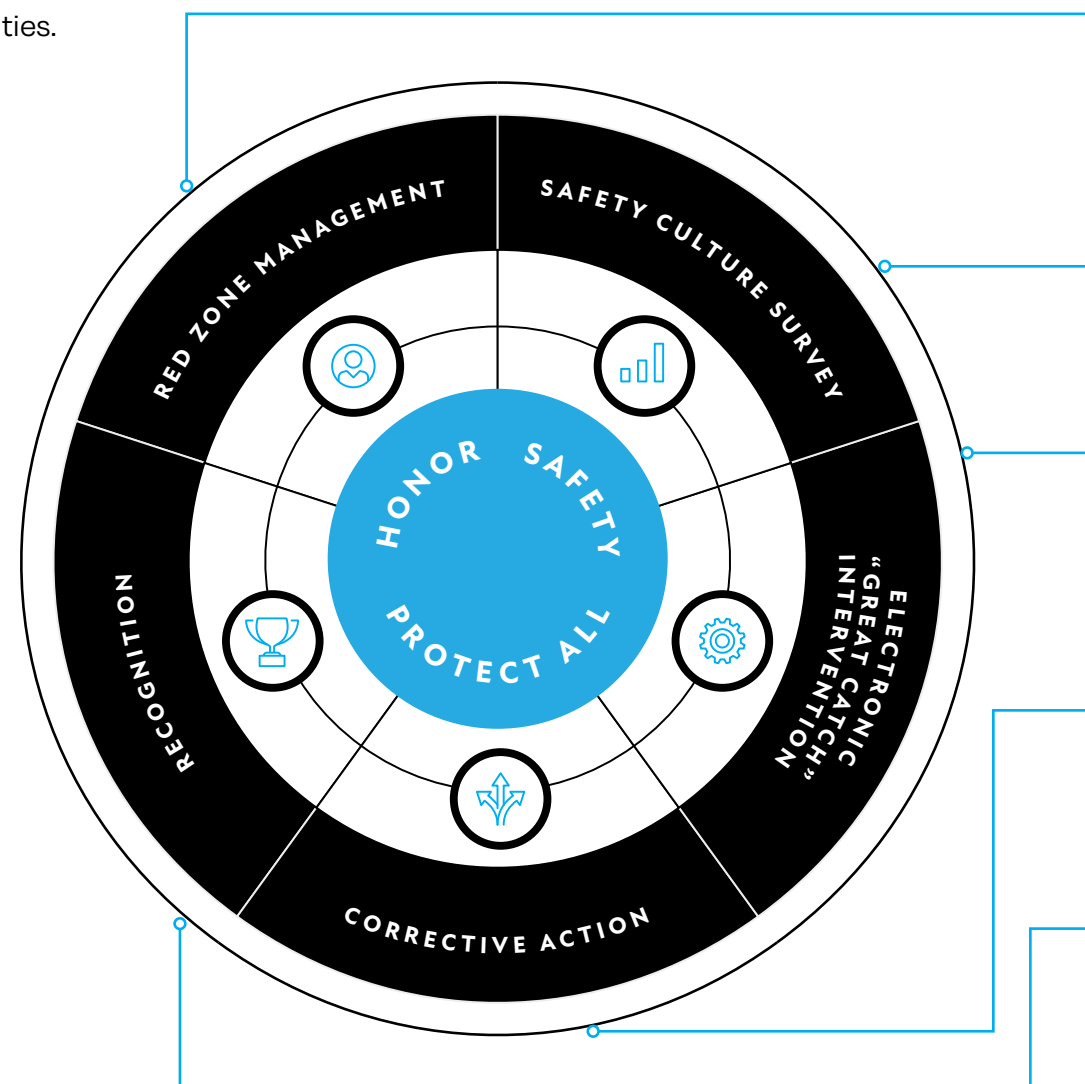 ties.
RED ZONE MANAGEMENT
SAFETY CULTURE SURVEY
ELECTRONIC
“GREAT CATCH”
INTERVENTION
CORRECTIVE ACTION
RECOGNITION
HONOR SAFETY
PROTECT ALL